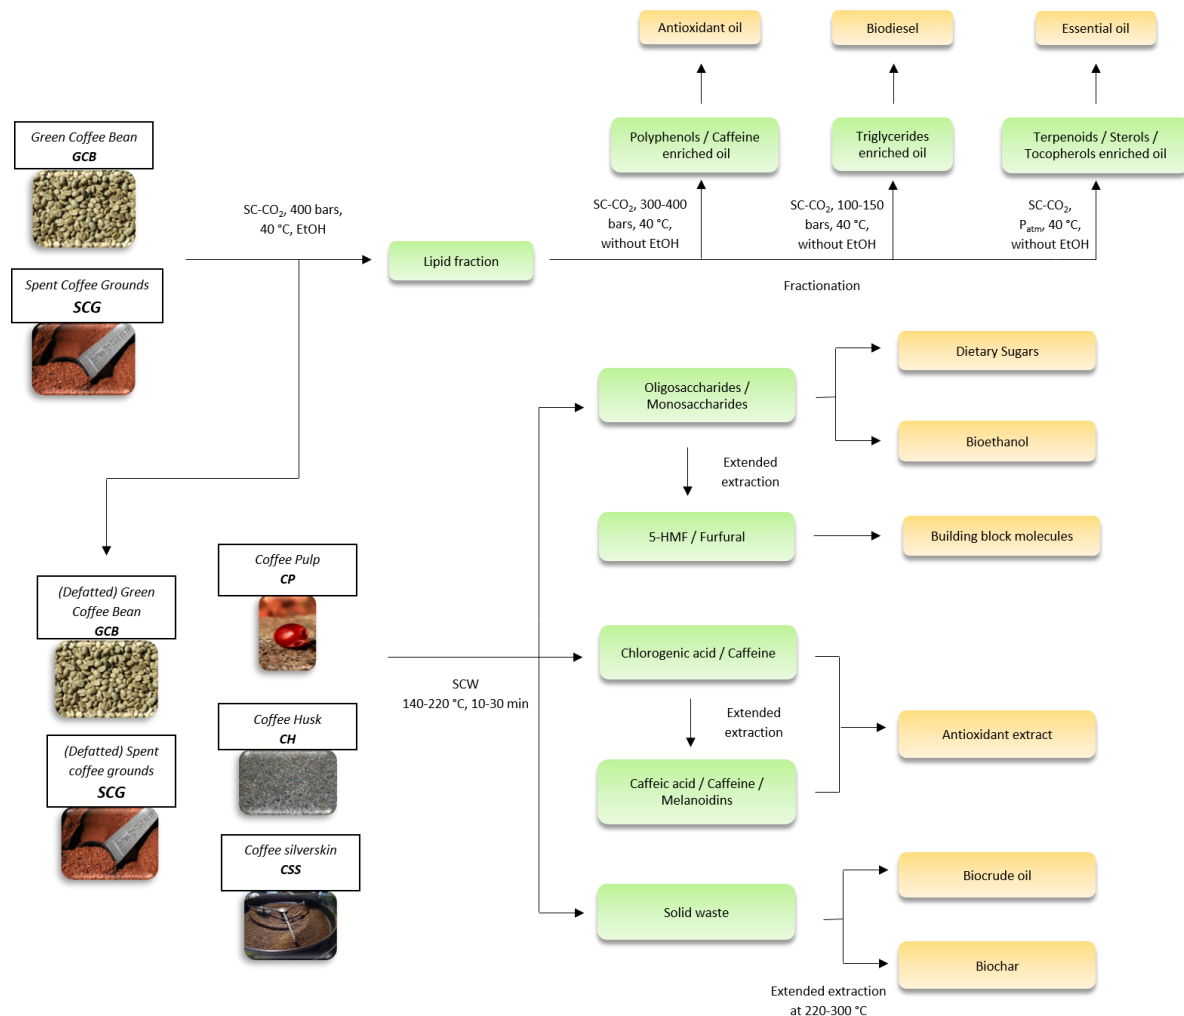 Antioxidant oil
Biodiesel
Essential oil
Green Coffee Bean
GCB
Polyphenols / Caffeine
enriched oil
Triglycerides
enriched oil
Terpenoids / Sterols /
Tocopherols enriched oil
SC-CO₂, 400 bars,
40 °C, EtOH
SC-CO₂, 300-400
bars, 40 °C,
without EtOH
SC-CO₂, 100-150
bars, 40 °C,
without EtOH
SC-CO₂,
Pₐₜₘ, 40 °C,
without EtOH
Lipid fraction
Fractionation
Spent Coffee Grounds
SCG
Oligosaccharides /
Monosaccharides
Dietary Sugars
Bioethanol
Extended
extraction
5-HMF / Furfural
Building block molecules
(Defatted) Green
Coffee Bean
GCB
Coffee Pulp
CP
SCW
140-220 °C, 10-30 min
Chlorogenic acid / Caffeine
Extended
extraction
Antioxidant extract
Caffeic acid / Caffeine /
Melanoidins
(Defatted) Spent
coffee grounds
SCG
Coffee Husk
CH
Coffee silverskin
CSS
Solid waste
Biocrude oil
Biochar
Extended extraction
at 220-300 °C